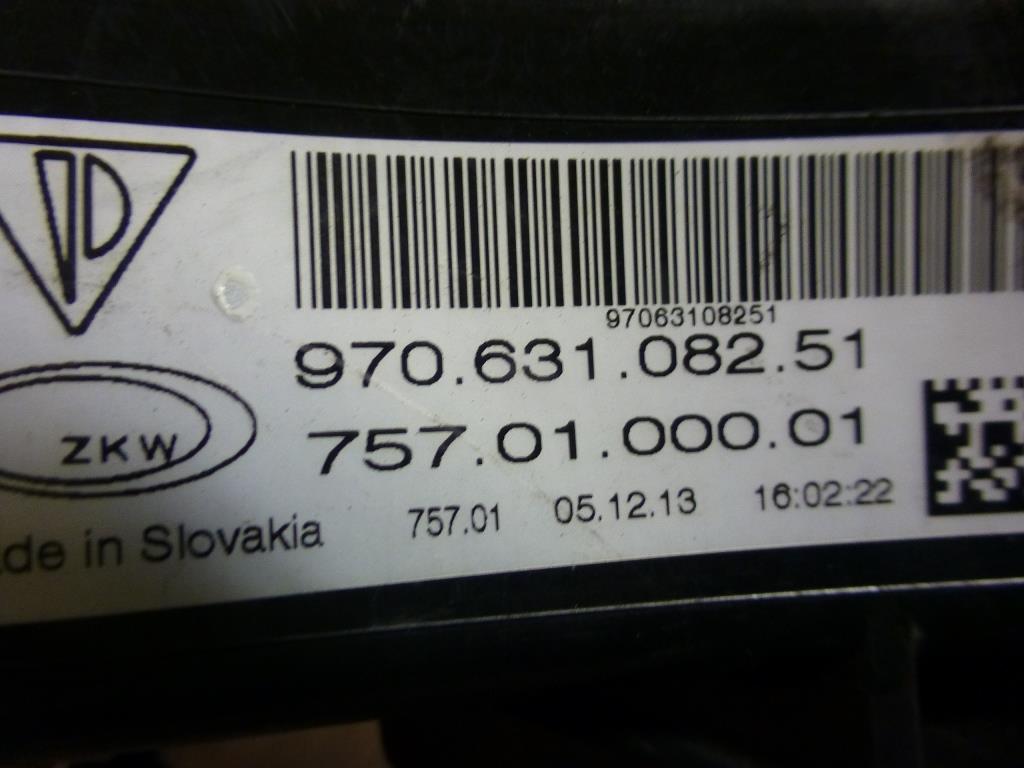 97063108251
970.631.082.51
757.01.000.01
ZKW
757.01 05.12.13 16:02:22
de in Slovakia